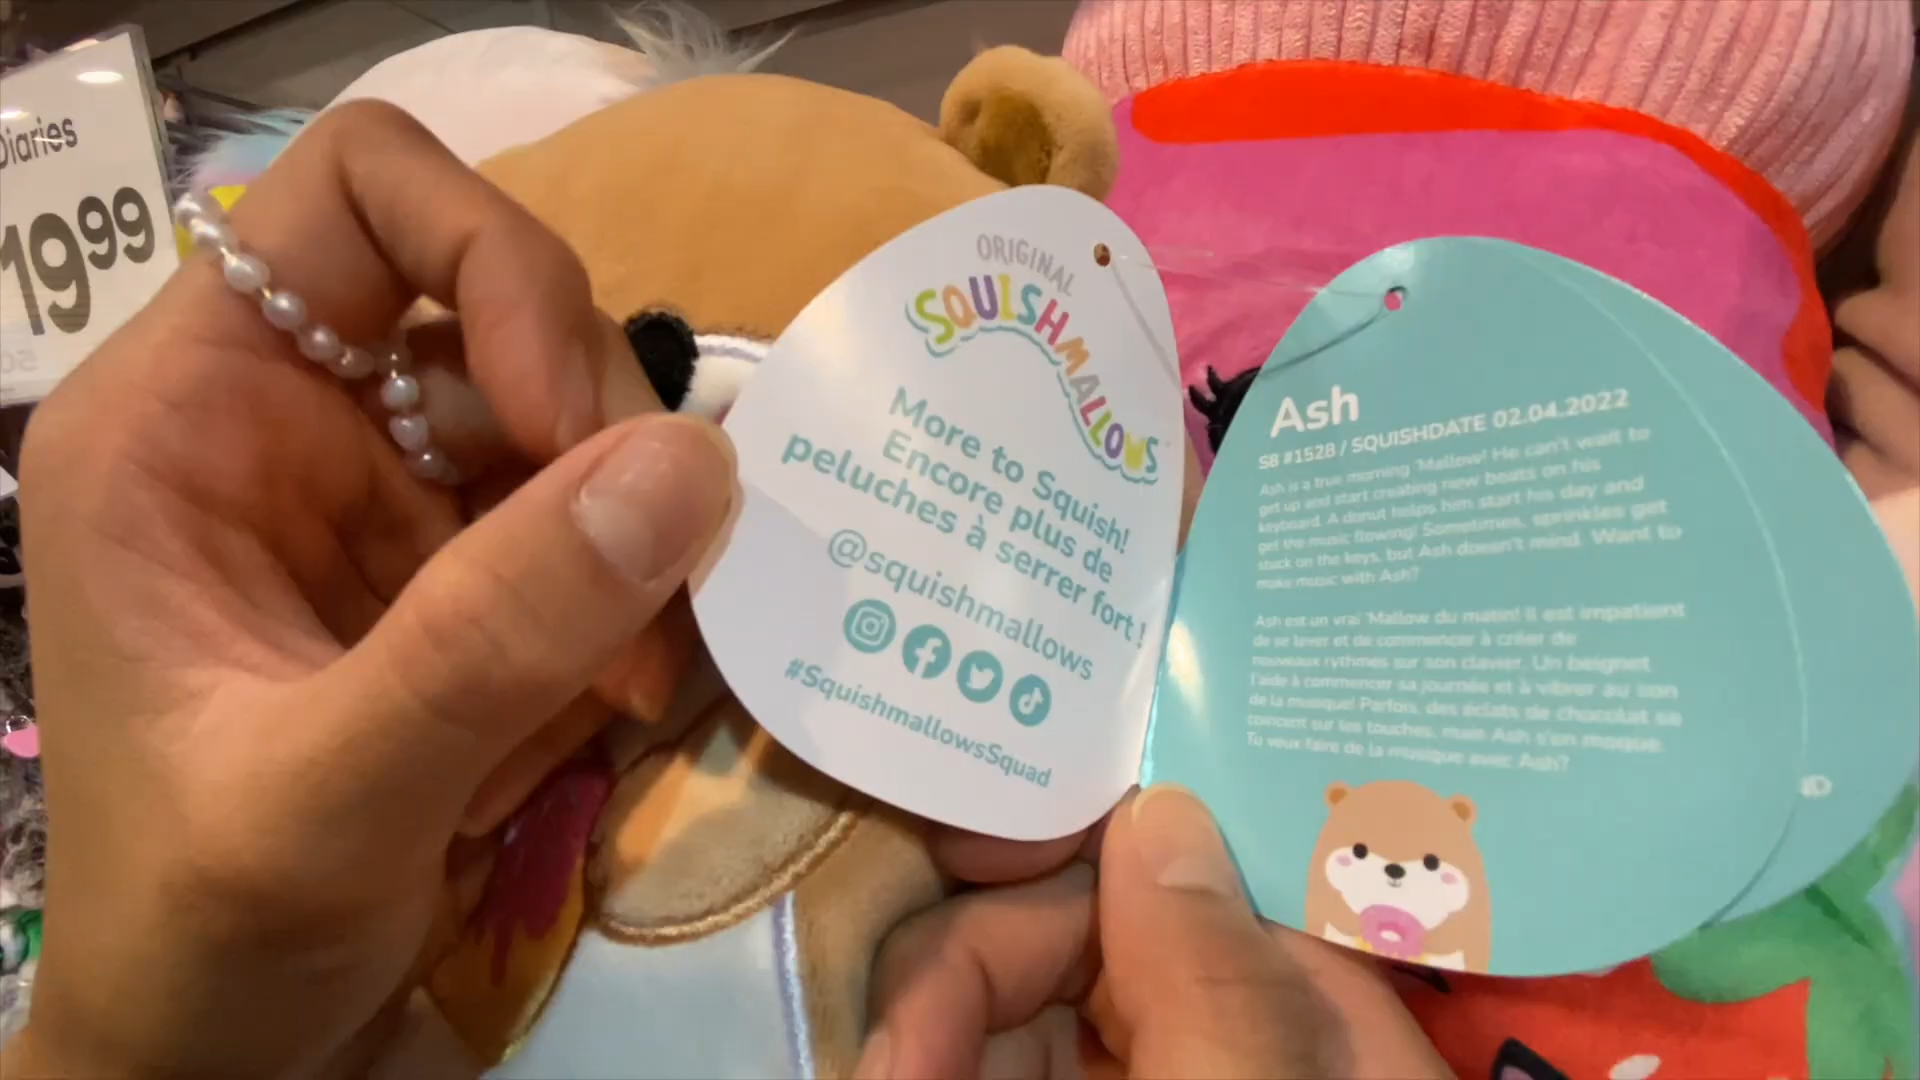 Diaries
1999
ORIGINAL
SQUISHMALLOWS
More to Squish!
Encore plus de
peluches à serrer fort !
@squishmallows
#SquishmallowsSquad
Ash
SB #1528 / SQUISHDATE 02.04.2022
Ash is a true morning 'Mallow! He can't wait to
get up and start creating new beats on his
keyboard. A donut helps him start his day and
get the music flowing! Sometimes, sprinkles get
stuck on the keys, but Ash doesn't mind. Want to
make music with Ash?
Ash est un vrai 'Mallow du matin! Il est impatient
de se lever et de commencer à créer de
nouveaux rythmes sur son clavier. Un beignet
l'aide à commencer sa journée et à vibrer au son
de la musique! Parfois, des éclats de chocolat se
coincent sur les touches, mais Ash s'en moque.
Tu veux faire de la musique avec Ash?